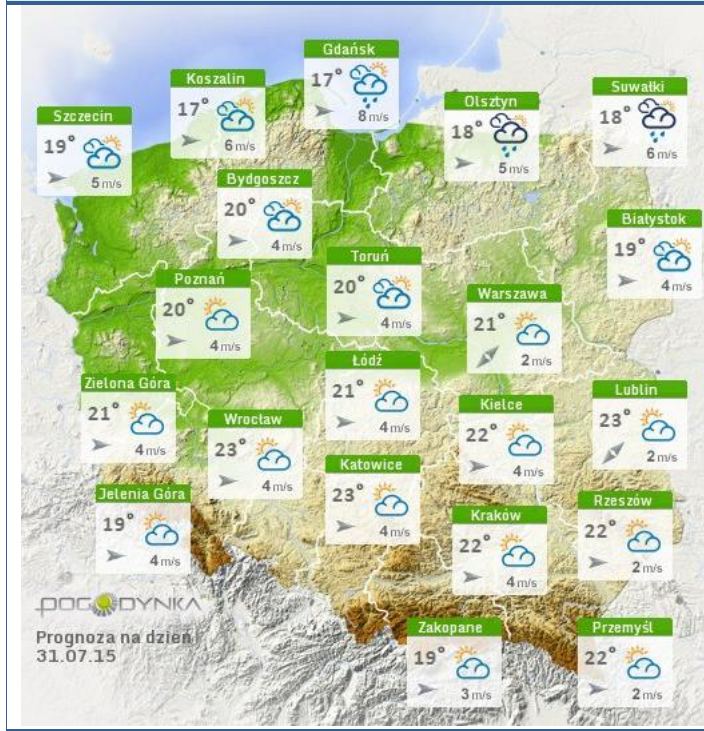 Gdańsk
17°
8 m/s
Koszalin
17°
6 m/s
Suwałki
18°
6 m/s
Olsztyn
18°
5 m/s
Szczecin
19°
5 m/s
Bydgoszcz
20°
4 m/s
Białystok
19°
4 m/s
Toruń
20°
4 m/s
Poznań
20°
4 m/s
Warszawa
21°
2 m/s
Łódź
21°
4 m/s
Zielona Góra
21°
4 m/s
Lublin
23°
2 m/s
Kielce
22°
4 m/s
Wrocław
23°
4 m/s
Katowice
23°
4 m/s
Jelenia Góra
19°
4 m/s
Rzeszów
22°
2 m/s
Kraków
22°
4 m/s
POGODYNKA
Prognoza na dzień
31.07.15
Zakopane
19°
3 m/s
Przemyśl
22°
2 m/s